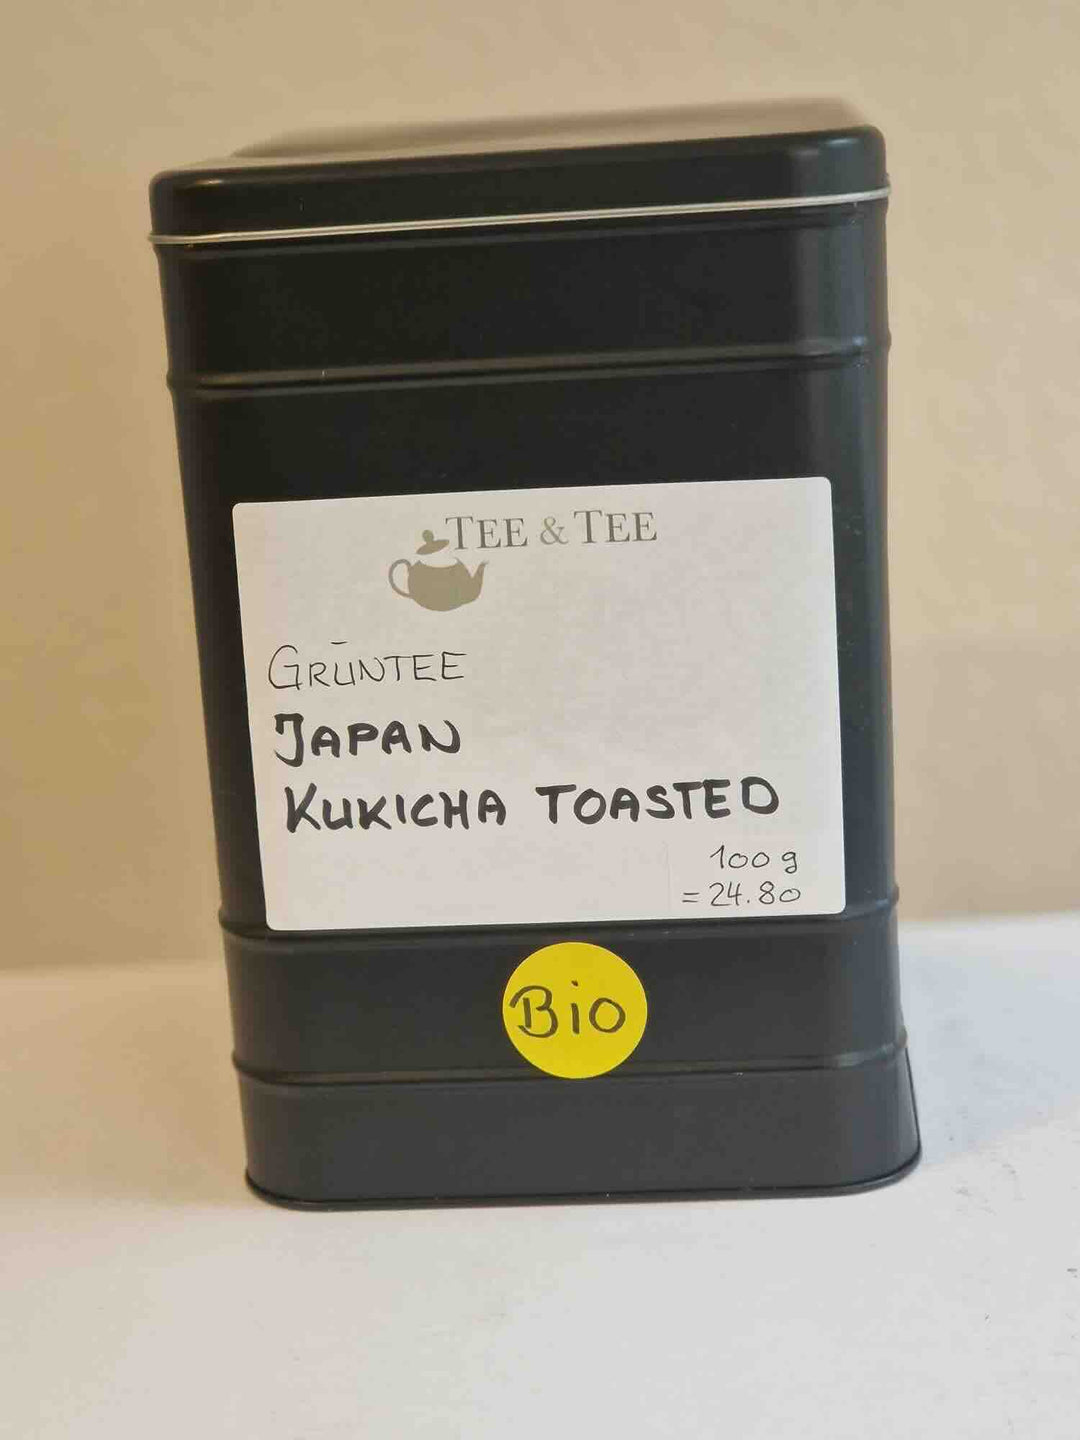 TEE & TEE
GRÜNTEE
JAPAN
KUKICHA TOASTED
100 g
= 24.80
Bio